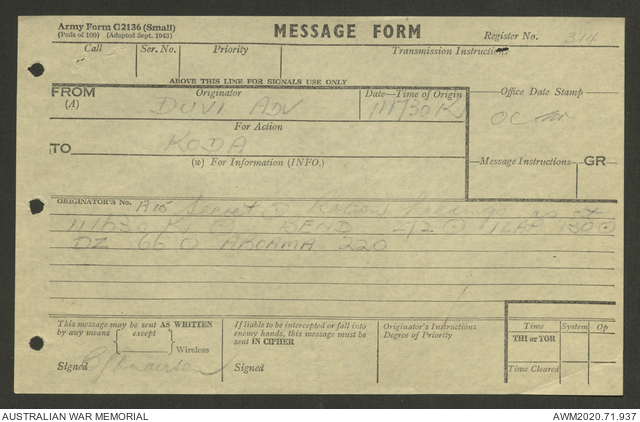 Army Form C2136 (Small)
(Pads of 100) (Adapted Sept. 1943)
MESSAGE FORM
Register No. 314
Call Ser. No. Priority Transmission Instructions
ABOVE THIS LINE FOR SIGNALS USE ONLY
FROM
(A)
Originator
DUVI ADV
Date—Time of Origin
111730K
Office Date Stamp
For Action
TO
KODA
(W) For Information (INFO.)
Message Instructions GR
ORIGINATOR'S No. A15 Secret
BEND 130
DZ 66 AROAMA 220
This message may be sent AS WRITTEN
by any means except
Wireless
Signed
If liable to be intercepted or fall into
enemy hands, this message must be
sent IN CIPHER
Signed
Originator's Instructions
Degree of Priority
Time System Op
THI or TOR
Time Cleared
AUSTRALIAN WAR MEMORIAL AWM2020.71.937